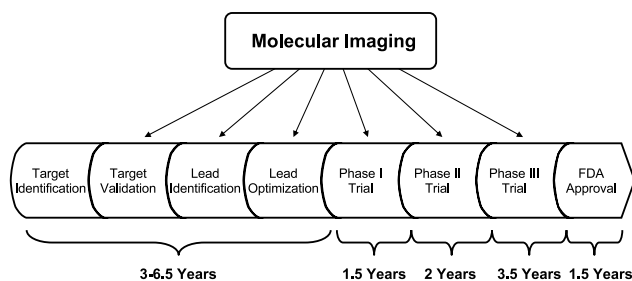 Molecular Imaging
Target
Identification
Target
Validation
Lead
Identification
Lead
Optimization
Phase I
Trial
Phase II
Trial
Phase III
Trial
FDA
Approval
3-6.5 Years
1.5 Years
2 Years
3.5 Years
1.5 Years